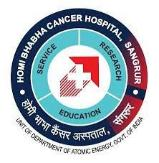 HOMI BHABHA CANCER HOSPITAL, SANGRUR
SERVICE
RESEARCH
EDUCATION
होमी भाभा कैंसर अस्पताल, संगरूर
UNIT OF DEPARTMENT OF ATOMIC ENERGY, GOVT. OF INDIA